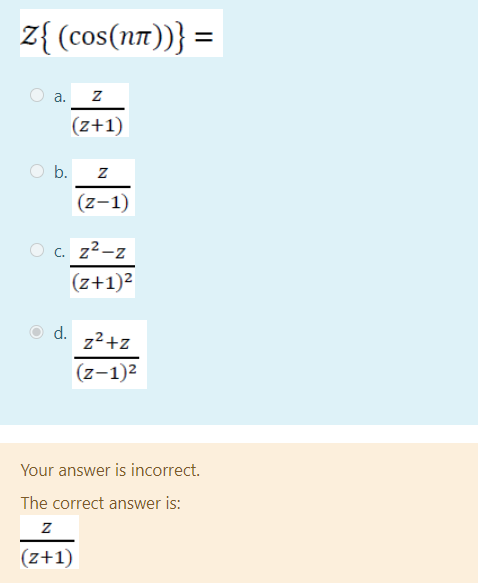 Z{ (cos(nπ))} =
a. z
(z+1)
b. z
(z−1)
c. z²−z
(z+1)²
d. z²+z
(z−1)²
Your answer is incorrect.
The correct answer is:
z
(z+1)